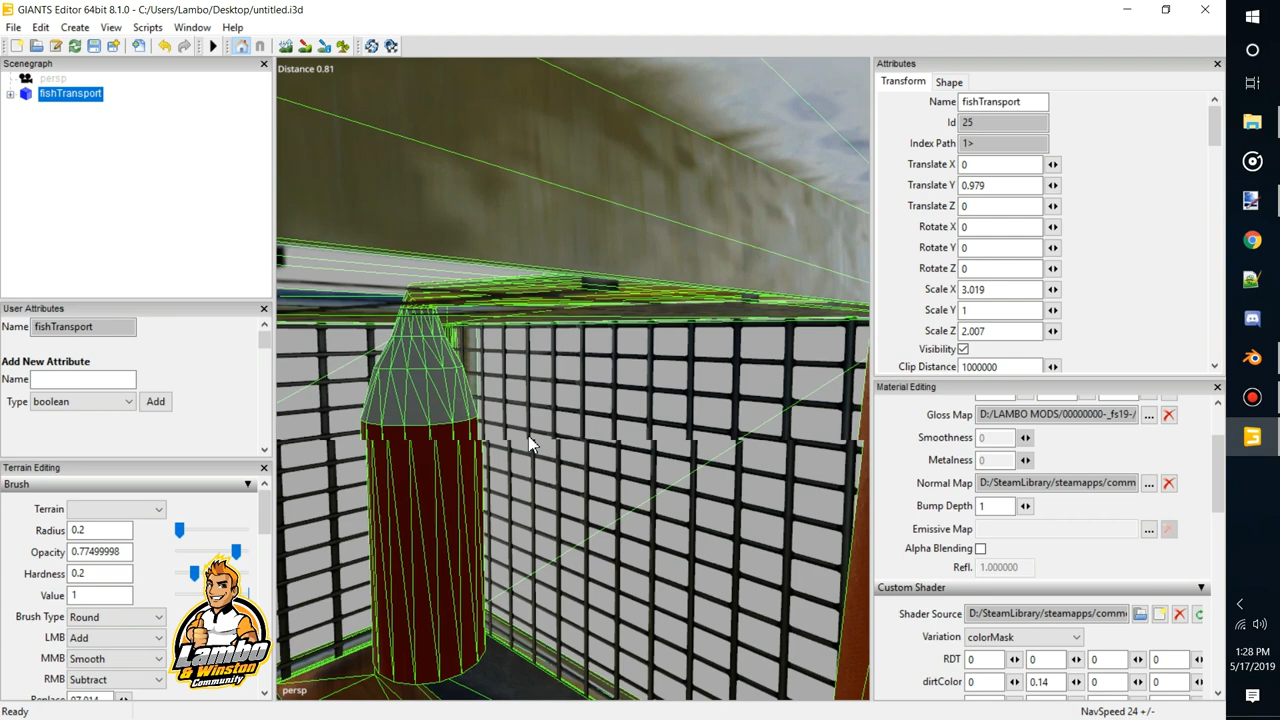 GIANTS Editor 64bit 8.1.0 - C:/Users/Lambo/Desktop/untitled.i3d
File Edit Create View Scripts Window Help
Scenegraph
persp
fishTransport
User Attributes
Name fishTransport
Add New Attribute
Name
Type boolean Add
Terrain Editing
Brush
Terrain
Radius 0.2
Opacity 0.77499998
Hardness 0.2
Value 1
Brush Type Round
LMB Add
MMB Smooth
RMB Subtract
Lambo
& Winston
Community
Ready
Distance 0.81
persp
Attributes
Transform Shape
Name fishTransport
Id 25
Index Path 1>
Translate X 0
Translate Y 0.979
Translate Z 0
Rotate X 0
Rotate Y 0
Rotate Z 0
Scale X 3.019
Scale Y 1
Scale Z 2.007
Visibility
Clip Distance 1000000
Material Editing
Gloss Map D:/LAMBO MODS/00000000-_fs19-/ ...
Smoothness 0
Metalness 0
Normal Map D:/SteamLibrary/steamapps/comm ...
Bump Depth 1
Emissive Map ...
Alpha Blending
Refl. 1.000000
Custom Shader
Shader Source D:/SteamLibrary/steamapps/comm
Variation colorMask
RDT 0 0 0 0
dirtColor 0 0.14 0 0
NavSpeed 24 +/-
1:28 PM
5/17/2019